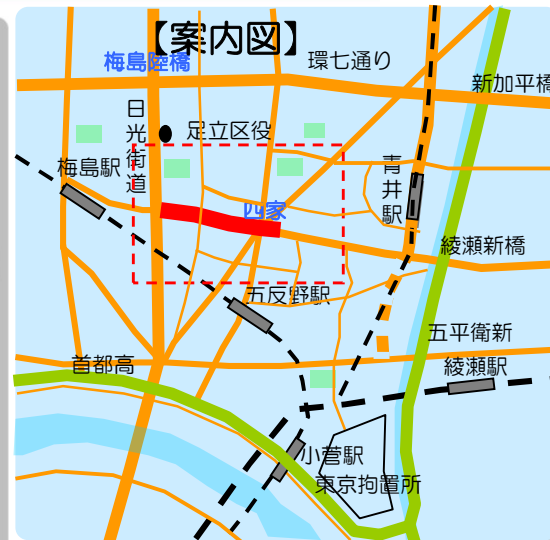 【案内図】
梅島陸橋
環七通り
新加平橋
日光街道
足立区役
梅島駅
青井駅
四家
綾瀬新橋
五反野駅
五平衛新
首都高
綾瀬駅
小菅駅
東京拘置所